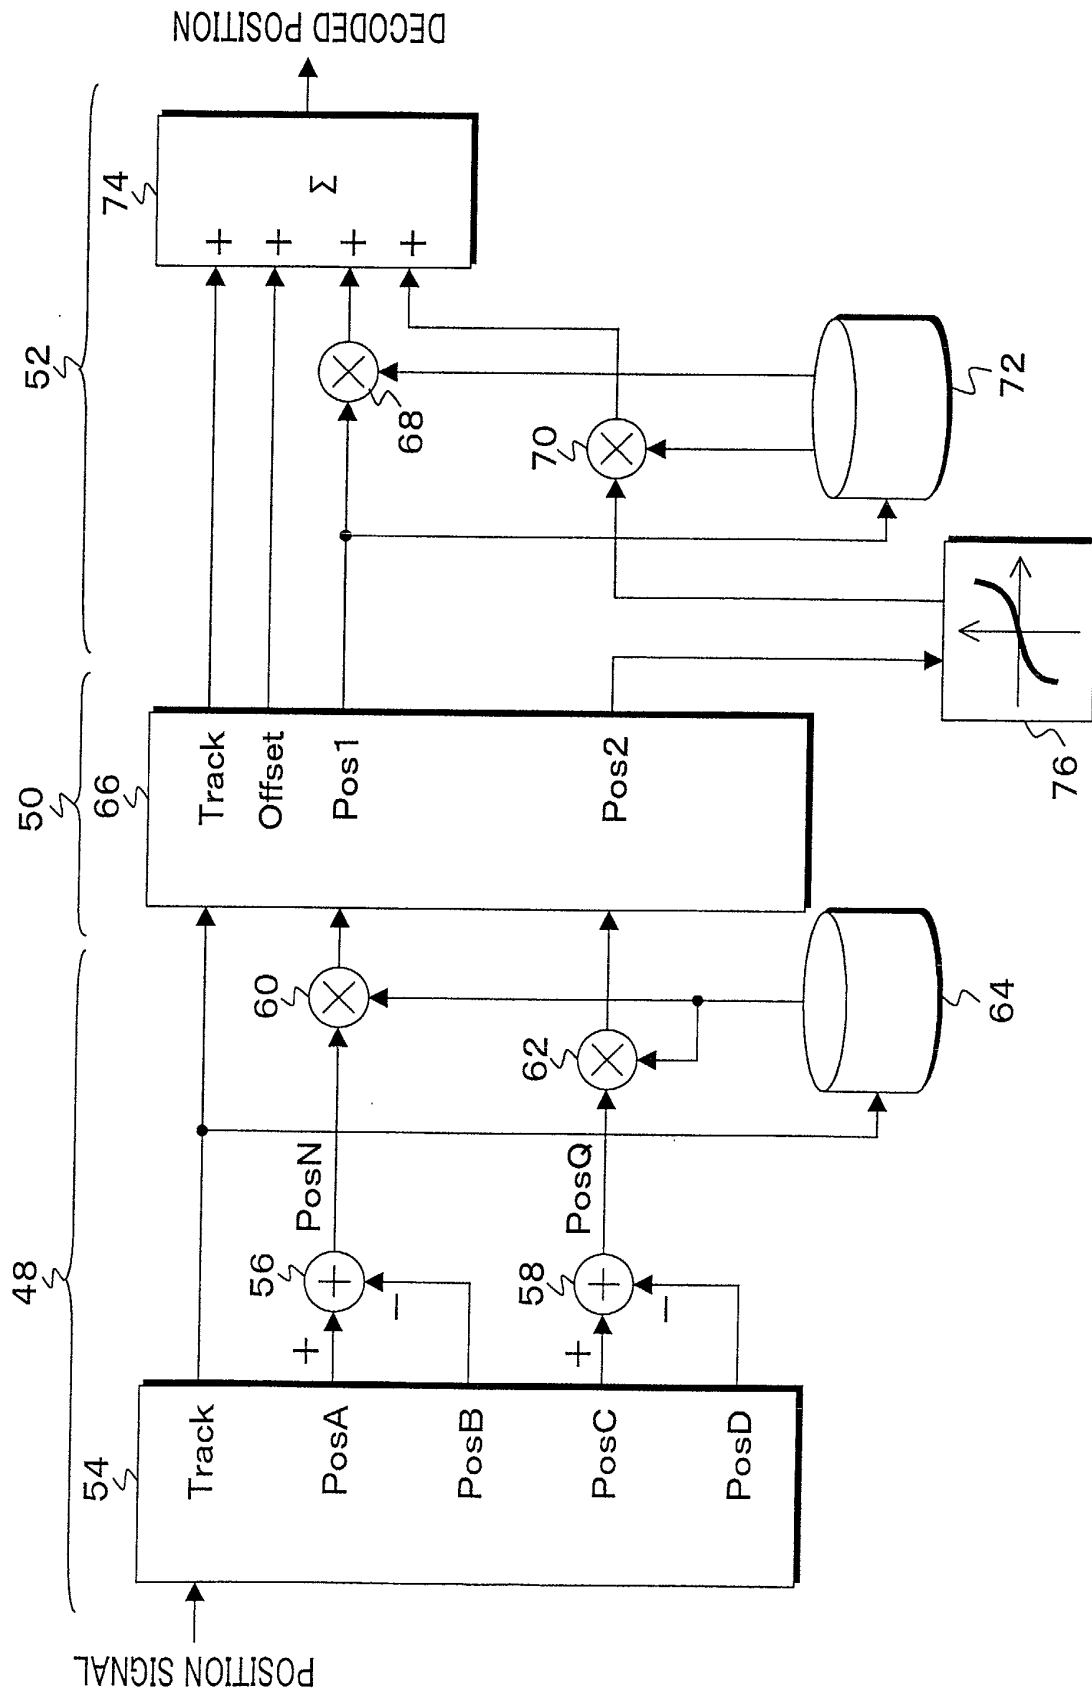 POSITION SIGNAL
48
54
Track
PosA
PosB
PosC
PosD
+
−
+
−
56
+
58
+
PosN
PosQ
60
×
62
×
64
50
66
Track
Offset
Pos1
Pos2
76
52
68
×
70
×
72
74
+
+
+
+
Σ
DECODED POSITION